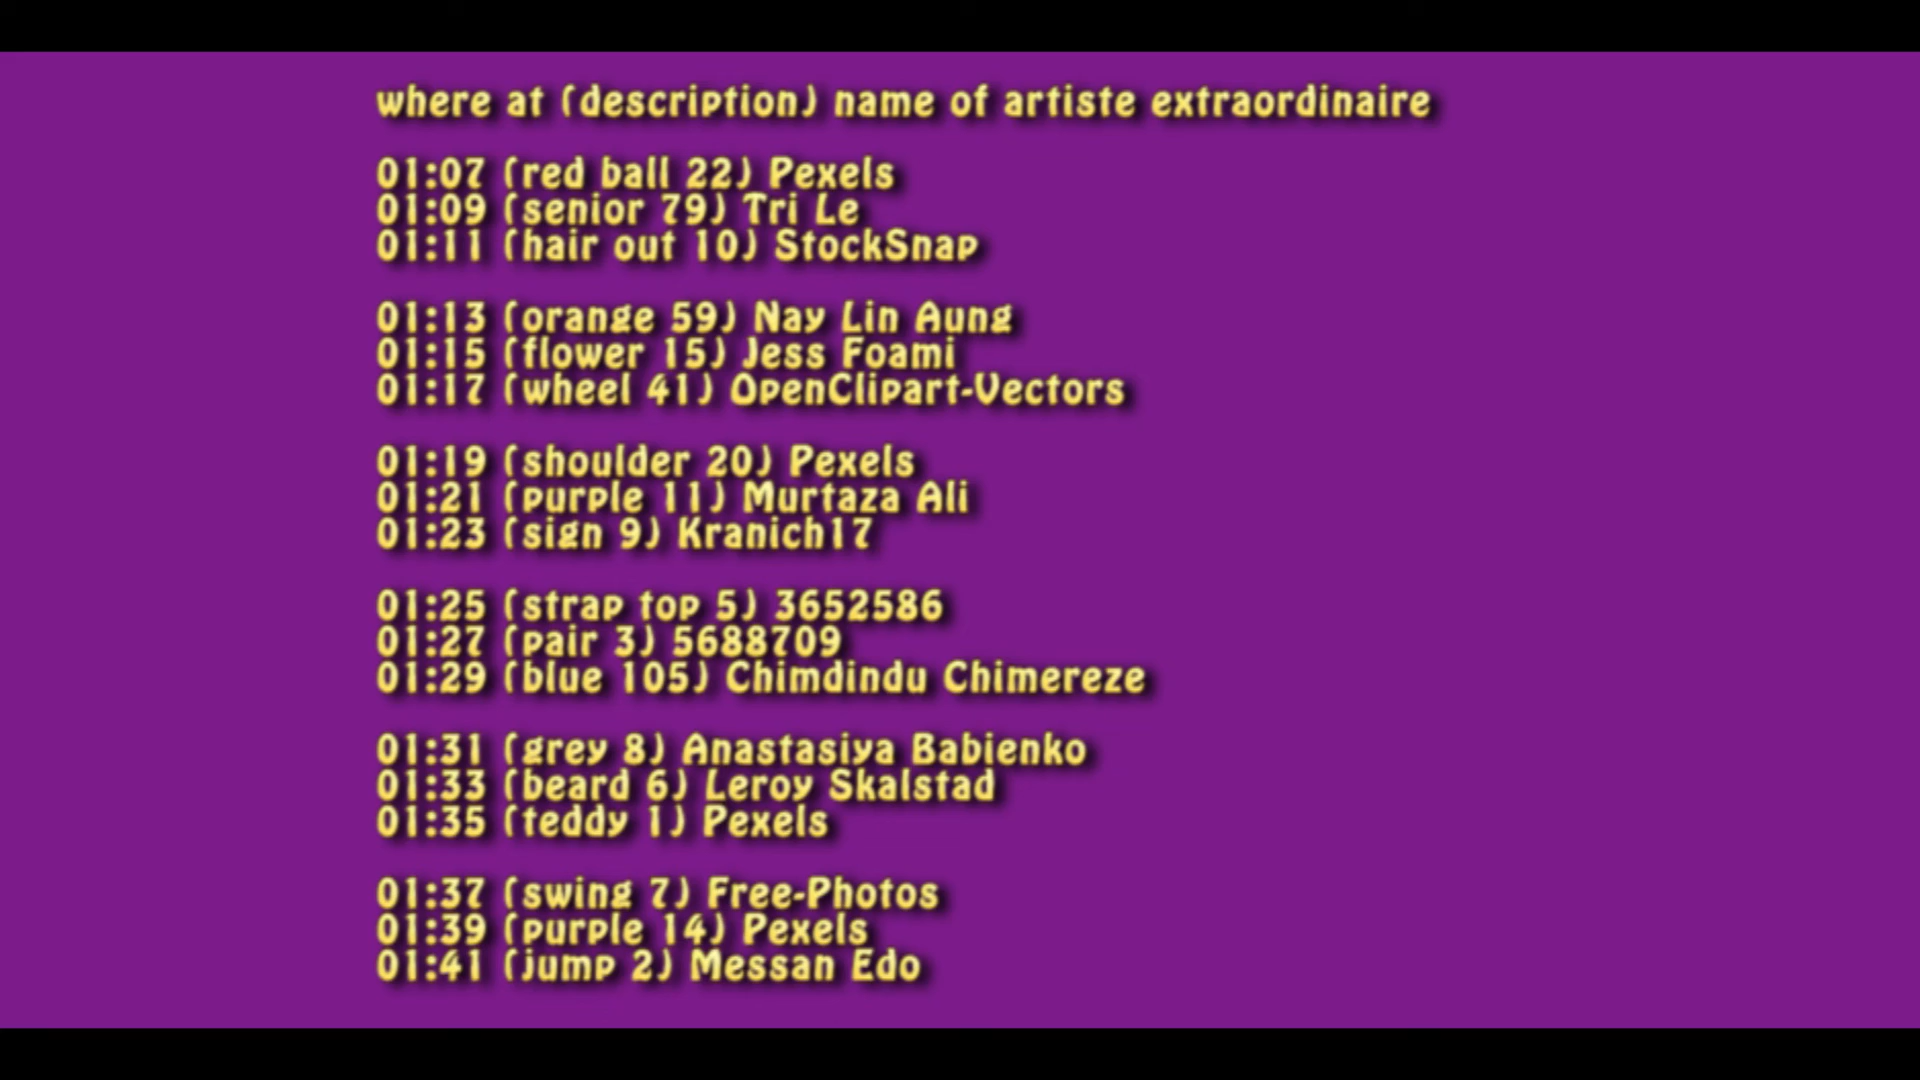 where at (description) name of artiste extraordinaire
01:07 (red ball 22) Pexels
01:09 (senior 79) Tri Le
01:11 (hair out 10) StockSnap
01:13 (orange 59) Nay Lin Aung
01:15 (flower 15) Jess Foami
01:17 (wheel 41) OpenClipart-Vectors
01:19 (shoulder 20) Pexels
01:21 (purple 11) Murtaza Ali
01:23 (sign 9) Kranich17
01:25 (strap top 5) 3652586
01:27 (pair 3) 5688709
01:29 (blue 105) Chimdindu Chimereze
01:31 (grey 8) Anastasiya Babienko
01:33 (beard 6) Leroy Skalstad
01:35 (teddy 1) Pexels
01:37 (swing 7) Free-Photos
01:39 (purple 14) Pexels
01:41 (jump 2) Messan Edo